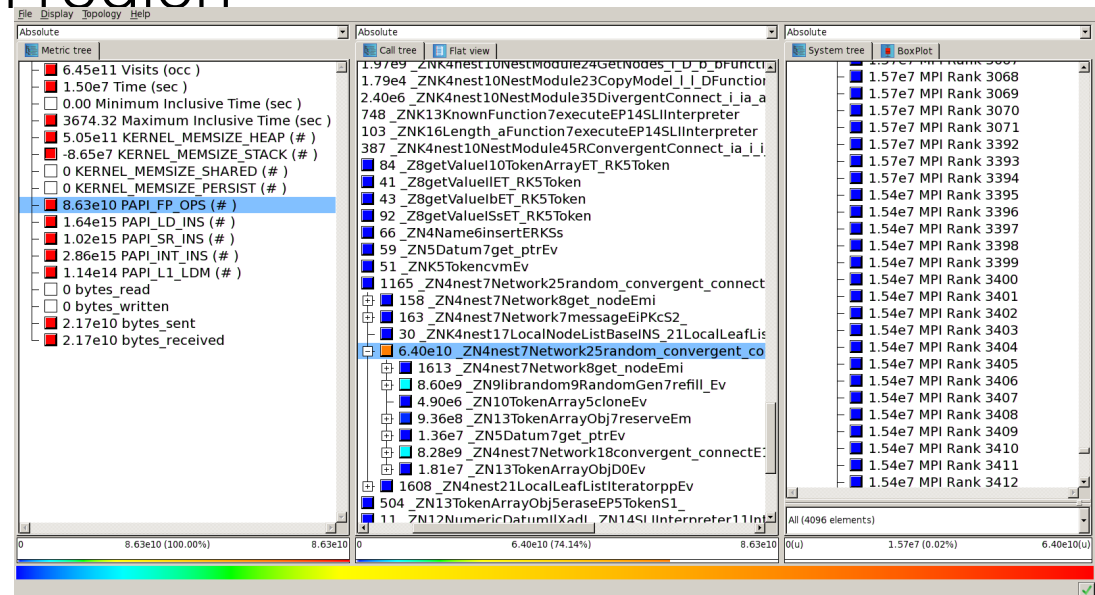 region
File Display Topology Help
Absolute
Metric tree
6.45e11 Visits (occ )
1.50e7 Time (sec )
0.00 Minimum Inclusive Time (sec )
3674.32 Maximum Inclusive Time (sec )
5.05e11 KERNEL_MEMSIZE_HEAP (# )
-8.65e7 KERNEL_MEMSIZE_STACK (# )
0 KERNEL_MEMSIZE_SHARED (# )
0 KERNEL_MEMSIZE_PERSIST (# )
8.63e10 PAPI_FP_OPS (# )
1.64e15 PAPI_LD_INS (# )
1.02e15 PAPI_SR_INS (# )
2.86e15 PAPI_INT_INS (# )
1.14e14 PAPI_L1_LDM (# )
0 bytes_read
0 bytes_written
2.17e10 bytes_sent
2.17e10 bytes_received
0 8.63e10 (100.00%) 8.63e10
Absolute
Call tree Flat view
1.97e9 _ZNK4nest10NestModule24GetNodes_i_D_b_bFuncti
1.79e4 _ZNK4nest10NestModule23CopyModel_l_l_DFunction
2.40e6 _ZNK4nest10NestModule35DivergentConnect_i_ia_a
748 _ZNK13KnownFunction7executeEP14SLIInterpreter
103 _ZNK16Length_aFunction7executeEP14SLIInterpreter
387 _ZNK4nest10NestModule45RConvergentConnect_ia_i_i
84 _Z8getValueI10TokenArrayET_RK5Token
41 _Z8getValueIlET_RK5Token
43 _Z8getValueIbET_RK5Token
92 _Z8getValueISsET_RK5Token
66 _ZN4Name6insertERKSs
59 _ZN5Datum7get_ptrEv
51 _ZNK5TokencvmEv
1165 _ZN4nest7Network25random_convergent_connect
158 _ZN4nest7Network8get_nodeEmi
163 _ZN4nest7Network7messageEiPKcS2_
30 _ZNK4nest17LocalNodeListBaseINS_21LocalLeafLis
6.40e10 _ZN4nest7Network25random_convergent_co
1613 _ZN4nest7Network8get_nodeEmi
8.60e9 _ZN9librandom9RandomGen7refill_Ev
4.90e6 _ZN10TokenArray5cloneEv
9.36e8 _ZN13TokenArrayObj7reserveEm
1.36e7 _ZN5Datum7get_ptrEv
8.28e9 _ZN4nest7Network18convergent_connectE
1.81e7 _ZN13TokenArrayObjD0Ev
1608 _ZN4nest21LocalLeafListIteratorppEv
504 _ZN13TokenArrayObj5eraseEP5TokenS1_
11 _ZN12NumericDatumIlXadL_ZN14SLIInterpreter11Int
0 6.40e10 (74.14%) 8.63e10
Absolute
System tree BoxPlot
1.57e7 MPI Rank 3067
1.57e7 MPI Rank 3068
1.57e7 MPI Rank 3069
1.57e7 MPI Rank 3070
1.57e7 MPI Rank 3071
1.57e7 MPI Rank 3392
1.57e7 MPI Rank 3393
1.57e7 MPI Rank 3394
1.54e7 MPI Rank 3395
1.54e7 MPI Rank 3396
1.54e7 MPI Rank 3397
1.54e7 MPI Rank 3398
1.54e7 MPI Rank 3399
1.54e7 MPI Rank 3400
1.54e7 MPI Rank 3401
1.54e7 MPI Rank 3402
1.54e7 MPI Rank 3403
1.54e7 MPI Rank 3404
1.54e7 MPI Rank 3405
1.54e7 MPI Rank 3406
1.54e7 MPI Rank 3407
1.54e7 MPI Rank 3408
1.54e7 MPI Rank 3409
1.54e7 MPI Rank 3410
1.54e7 MPI Rank 3411
1.54e7 MPI Rank 3412
All (4096 elements)
0(u) 1.57e7 (0.02%) 6.40e10(u)